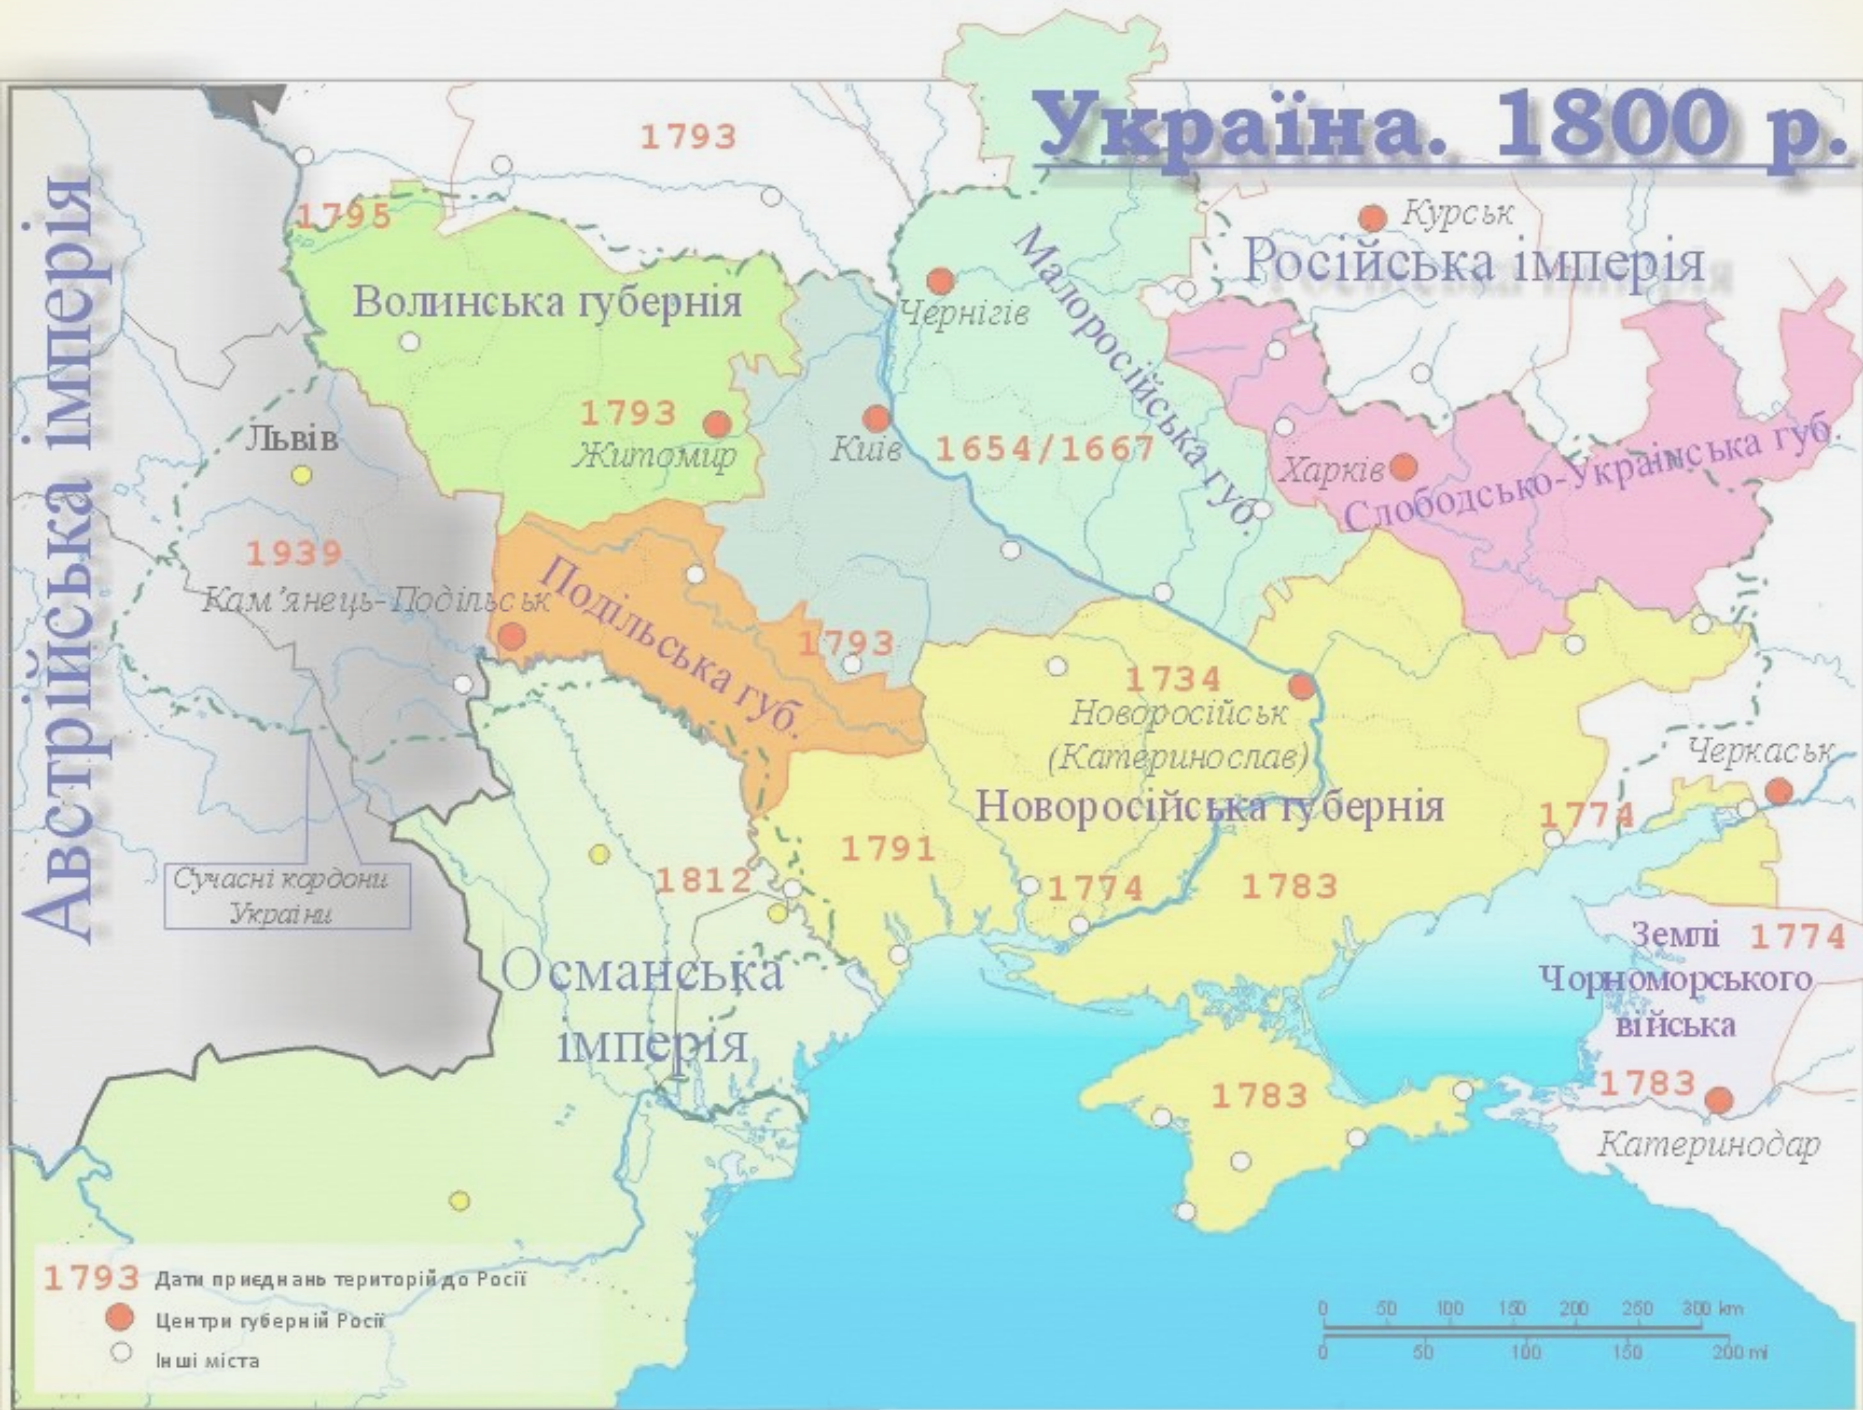 Україна. 1800 р.
1793
1795
Курськ
Російська імперія
Волинська губернія
Чернігів
Малоросійська губ.
Австрійська імперія
Львів
1793
Житомир
Київ
1654/1667
Харків
Слободсько-Українська губ.
1939
Кам’янець-Подільськ
Подільська губ.
1793
1734
Новоросійськ
(Катеринослав)
Новоросійська губернія
Черкаськ
1774
1791
1812
1774
1783
Сучасні кордони
України
Османська
імперія
Землі
1774
Чорноморського
війська
1783
1783
Катеринодар
1793 Дати приєднань територій до Росії
Центри губерній Росії
Інші міста
0 50 100 150 200 250 300 km
0 50 100 150 200 mi